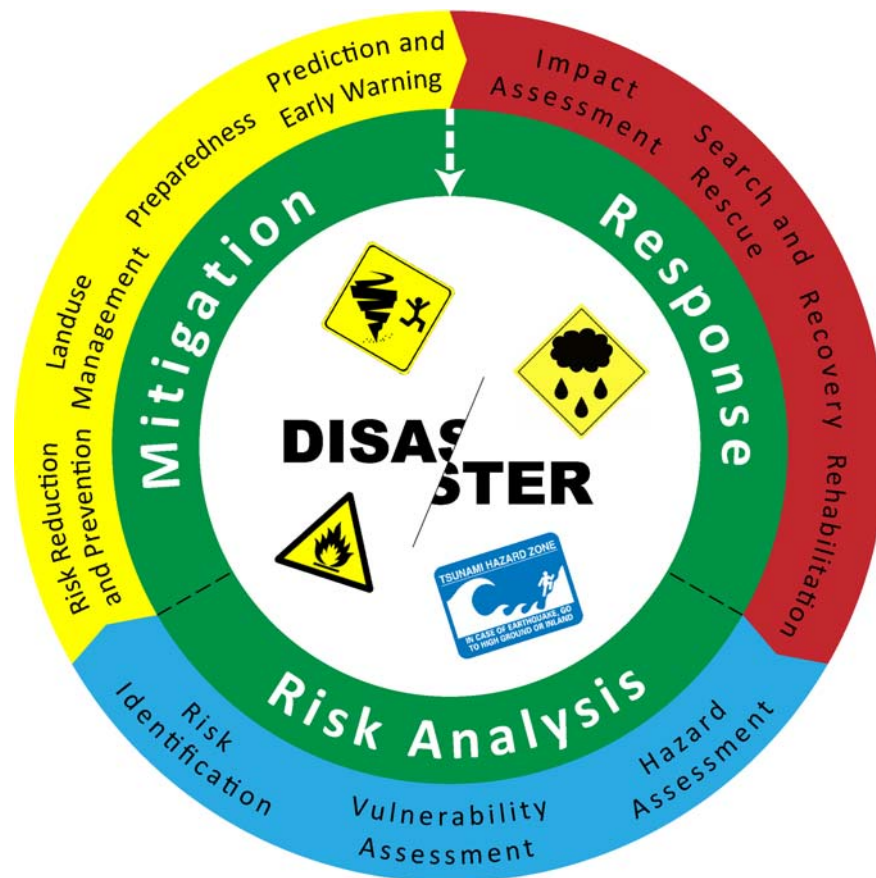 Prediction and
Early Warning
Preparedness
Landuse
Management
Risk Reduction
and Prevention
Impact
Assessment
Search and
Rescue
Recovery
Rehabilitation
Hazard
Assessment
Vulnerability
Assessment
Risk
Identification
Mitigation
Response
Risk Analysis
DISASTER
TSUNAMI HAZARD ZONE
IN CASE OF EARTHQUAKE, GO
TO HIGH GROUND OR INLAND